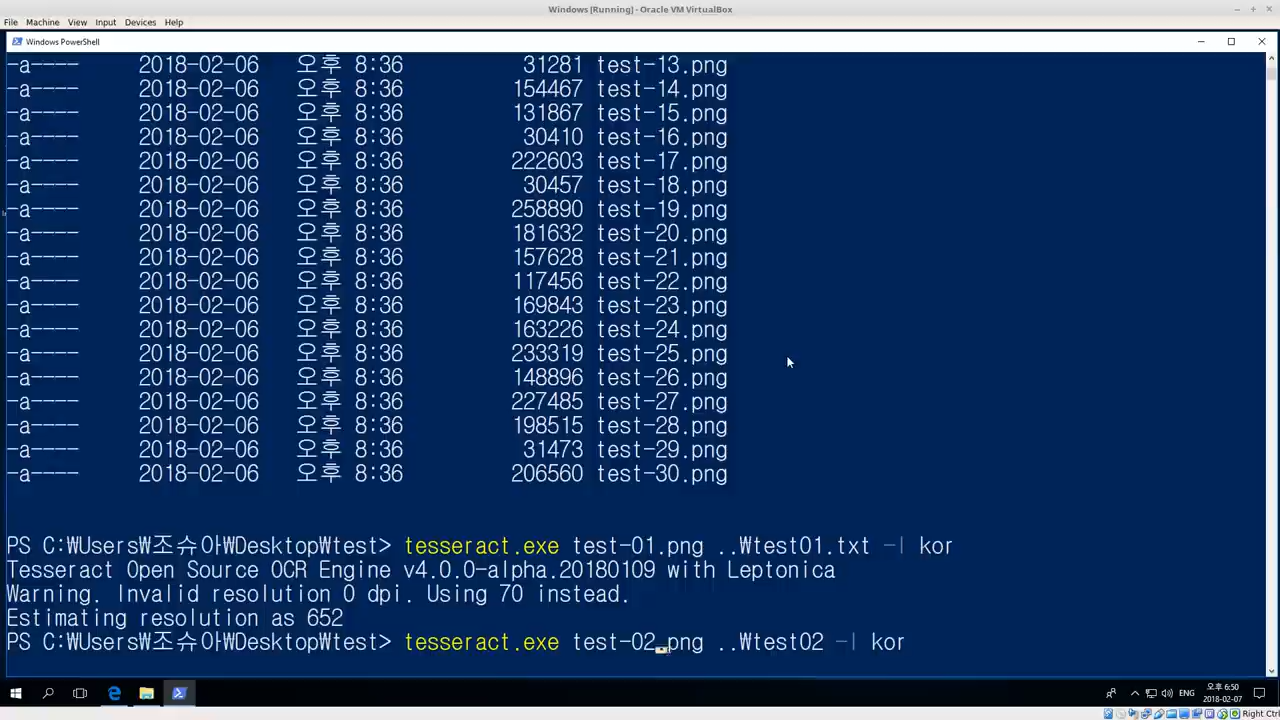 Windows [Running] - Oracle VM VirtualBox
File Machine View Input Devices Help
Windows PowerShell
-a---- 2018-02-06 오후 8:36 31281 test-13.png
-a---- 2018-02-06 오후 8:36 154467 test-14.png
-a---- 2018-02-06 오후 8:36 131867 test-15.png
-a---- 2018-02-06 오후 8:36 30410 test-16.png
-a---- 2018-02-06 오후 8:36 222603 test-17.png
-a---- 2018-02-06 오후 8:36 30457 test-18.png
-a---- 2018-02-06 오후 8:36 258890 test-19.png
-a---- 2018-02-06 오후 8:36 181632 test-20.png
-a---- 2018-02-06 오후 8:36 157628 test-21.png
-a---- 2018-02-06 오후 8:36 117456 test-22.png
-a---- 2018-02-06 오후 8:36 169843 test-23.png
-a---- 2018-02-06 오후 8:36 163226 test-24.png
-a---- 2018-02-06 오후 8:36 233319 test-25.png
-a---- 2018-02-06 오후 8:36 148896 test-26.png
-a---- 2018-02-06 오후 8:36 227485 test-27.png
-a---- 2018-02-06 오후 8:36 198515 test-28.png
-a---- 2018-02-06 오후 8:36 31473 test-29.png
-a---- 2018-02-06 오후 8:36 206560 test-30.png
PS C:₩Users₩조슈아₩Desktop₩test> tesseract.exe test-01.png ..₩test01.txt -l kor
Tesseract Open Source OCR Engine v4.0.0-alpha.20180109 with Leptonica
Warning. Invalid resolution 0 dpi. Using 70 instead.
Estimating resolution as 652
PS C:₩Users₩조슈아₩Desktop₩test> tesseract.exe test-02.png ..₩test02 -l kor
ENG
오후 6:50
2018-02-07
Right Ctrl